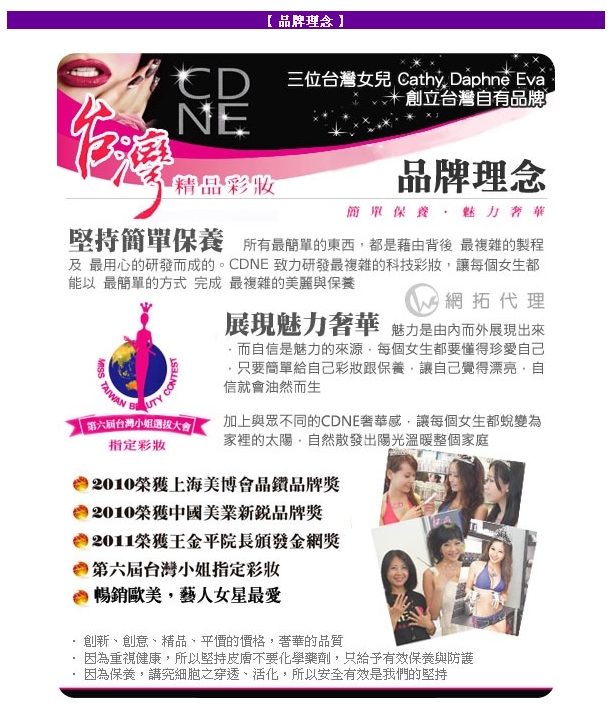 【 品牌理念 】
CD
NE
三位台灣女兒 Cathy Daphne Eva
創立台灣自有品牌
台灣
精品彩妝
品牌理念
簡單保養．魅力奢華
堅持簡單保養 所有最簡單的東西，都是藉由背後 最複雜的製程
及 最用心的研發而成的。CDNE 致力研發最複雜的科技彩妝，讓每個女生都
能以 最簡單的方式 完成 最複雜的美麗與保養
網拓代理
展現魅力奢華 魅力是由內而外展現出來
．而自信是魅力的來源．每個女生都要懂得珍愛自己
．只要簡單給自己彩妝跟保養，讓自己覺得漂亮．自
信就會油然而生
MISS TAIWAN BEAUTY CONTEST
第六屆台灣小姐選拔大會
指定彩妝
加上與眾不同的CDNE奢華感．讓每個女生都蛻變為
家裡的太陽．自然散發出陽光溫暖整個家庭
2010榮獲上海美博會晶鑽品牌獎
2010榮獲中國美業新銳品牌獎
2011榮獲王金平院長頒發金網獎
第六屆台灣小姐指定彩妝
暢銷歐美，藝人女星最愛
．創新、創意、精品、平價的價格，奢華的品質
．因為重視健康，所以堅持皮膚不要化學藥劑，只給予有效保養與防護
．因為保養，講究細胞之穿透、活化，所以安全有效是我們的堅持